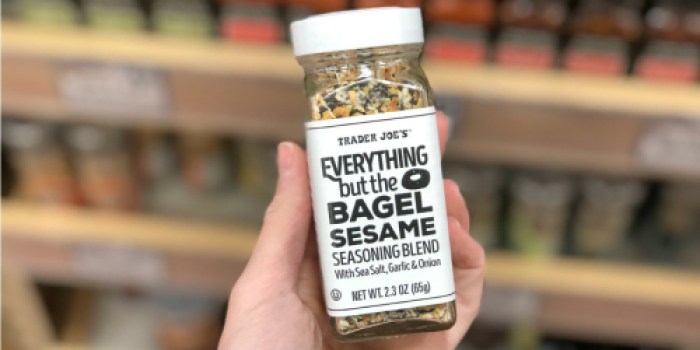 TRADER JOE'S™
EVERYTHING
but the
BAGEL
SESAME
SEASONING BLEND
With Sea Salt, Garlic & Onion
U
NET WT. 2.3 OZ (65g)